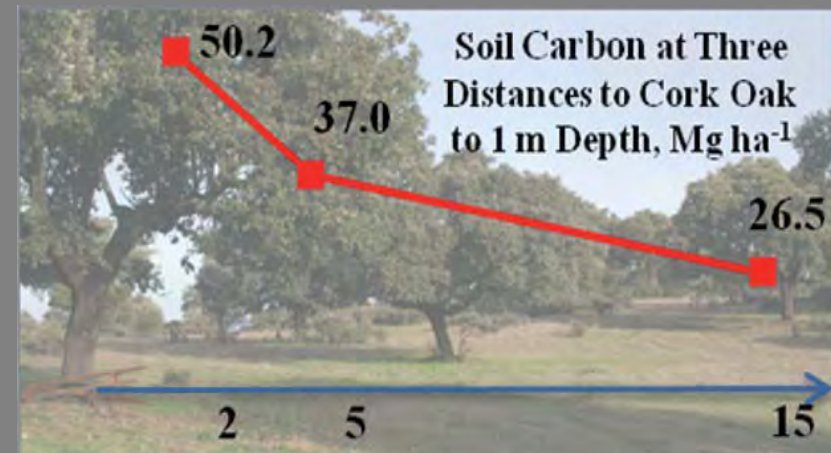 50.2
Soil Carbon at Three
Distances to Cork Oak
to 1 m Depth, Mg ha-1
37.0
26.5
2 5 15